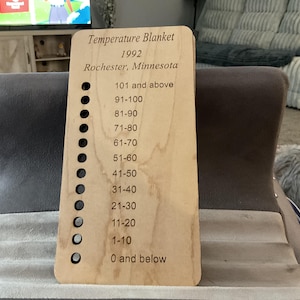 Temperature Blanket
1992
Rochester, Minnesota
101 and above
91-100
81-90
71-80
61-70
51-60
41-50
31-40
21-30
11-20
1-10
0 and below